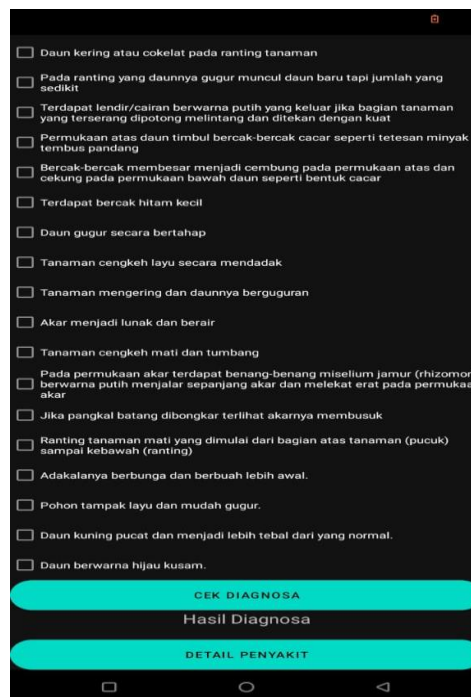 Daun kering atau cokelat pada ranting tanaman
Pada ranting yang daunnya gugur muncul daun baru tapi jumlah yang
sedikit
Terdapat lendir/cairan berwarna putih yang keluar jika bagian tanaman
yang terserang dipotong melintang dan ditekan dengan kuat
Permukaan atas daun timbul bercak-bercak cacar seperti tetesan minyak
tembus pandang
Bercak-bercak membesar menjadi cembung pada permukaan atas dan
cekung pada permukaan bawah daun seperti bentuk cacar
Terdapat bercak hitam kecil
Daun gugur secara bertahap
Tanaman cengkeh layu secara mendadak
Tanaman mengering dan daunnya berguguran
Akar menjadi lunak dan berair
Tanaman cengkeh mati dan tumbang
Pada permukaan akar terdapat benang-benang miselium jamur (rhizomor
berwarna putih menjalar sepanjang akar dan melekat erat pada permukaa
akar
Jika pangkal batang dibongkar terlihat akarnya membusuk
Ranting tanaman mati yang dimulai dari bagian atas tanaman (pucuk)
sampai kebawah (ranting)
Adakalanya berbunga dan berbuah lebih awal.
Pohon tampak layu dan mudah gugur.
Daun kuning pucat dan menjadi lebih tebal dari yang normal.
Daun berwarna hijau kusam.
CEK DIAGNOSA
Hasil Diagnosa
DETAIL PENYAKIT